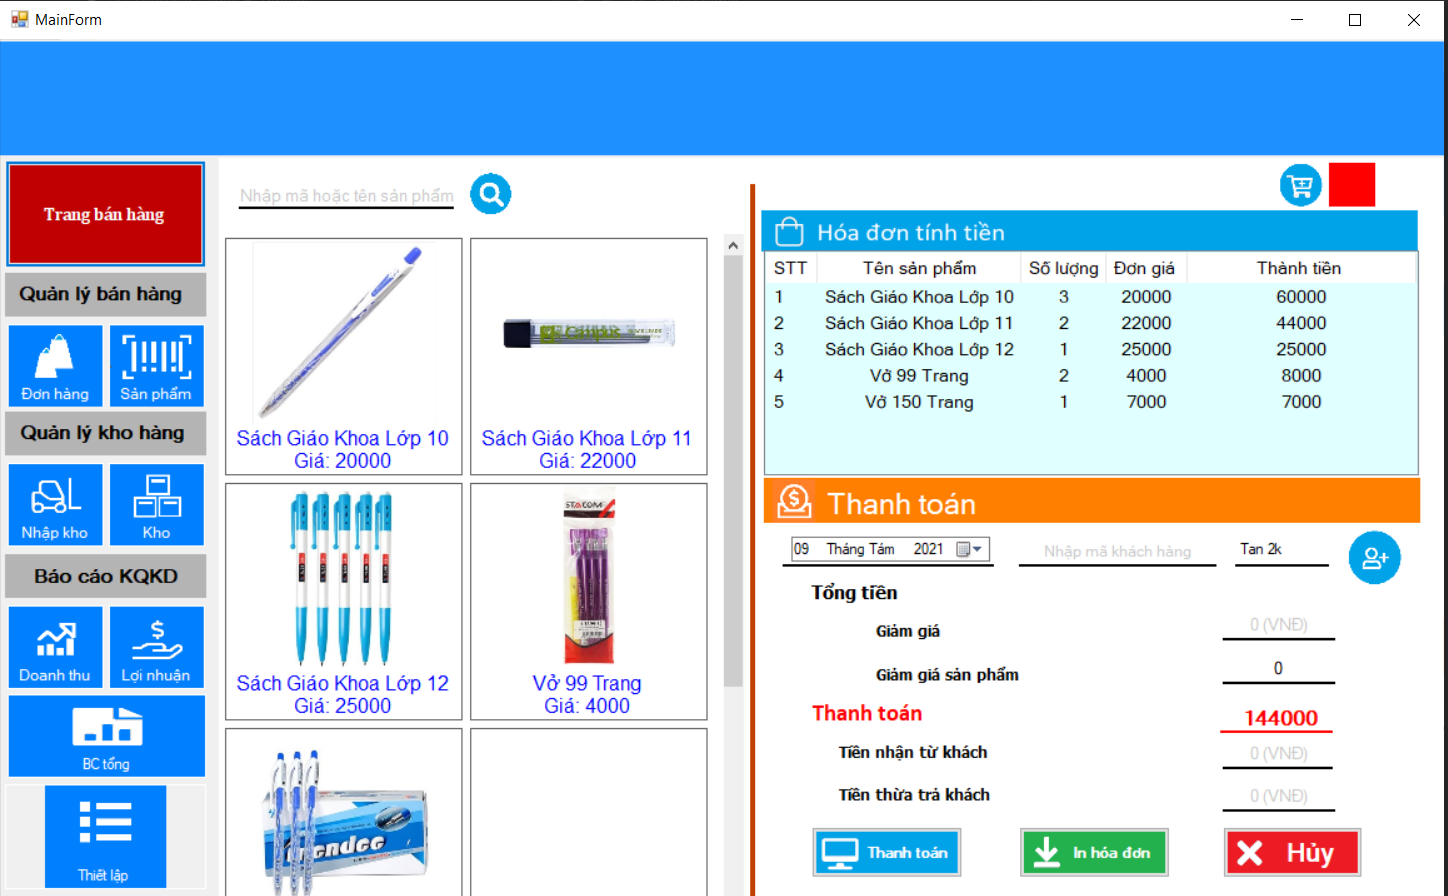 MainForm
Trang bán hàng
Quản lý bán hàng
Đơn hàng
Sản phẩm
Quản lý kho hàng
Nhập kho
Kho
Báo cáo KQKD
Doanh thu
Lợi nhuận
BC tổng
Thiết lập
Nhập mã hoặc tên sản phẩm
Campus
Sách Giáo Khoa Lớp 10
Giá: 20000
Sách Giáo Khoa Lớp 11
Giá: 22000
Sách Giáo Khoa Lớp 12
Giá: 25000
STACOM
Vở 99 Trang
Giá: 4000
Hóa đơn tính tiền
STT Tên sản phẩm Số lượng Đơn giá Thành tiền
1 Sách Giáo Khoa Lớp 10 3 20000 60000
2 Sách Giáo Khoa Lớp 11 2 22000 44000
3 Sách Giáo Khoa Lớp 12 1 25000 25000
4 Vở 99 Trang 2 4000 8000
5 Vở 150 Trang 1 7000 7000
Thanh toán
09 Tháng Tám 2021
Nhập mã khách hàng
Tan 2k
Tổng tiền
Giảm giá 0 (VNĐ)
Giảm giá sản phẩm 0
Thanh toán 144000
Tiền nhận từ khách 0 (VNĐ)
Tiền thừa trả khách 0 (VNĐ)
Thanh toán
In hóa đơn
Hủy